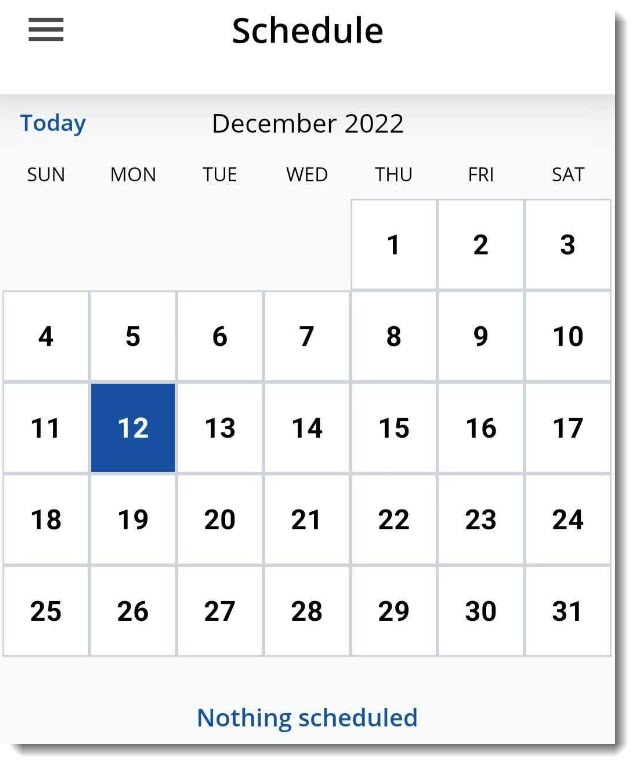 Schedule
Today December 2022
SUN MON TUE WED THU FRI SAT
1 2 3
4 5 6 7 8 9 10
11 12 13 14 15 16 17
18 19 20 21 22 23 24
25 26 27 28 29 30 31
Nothing scheduled